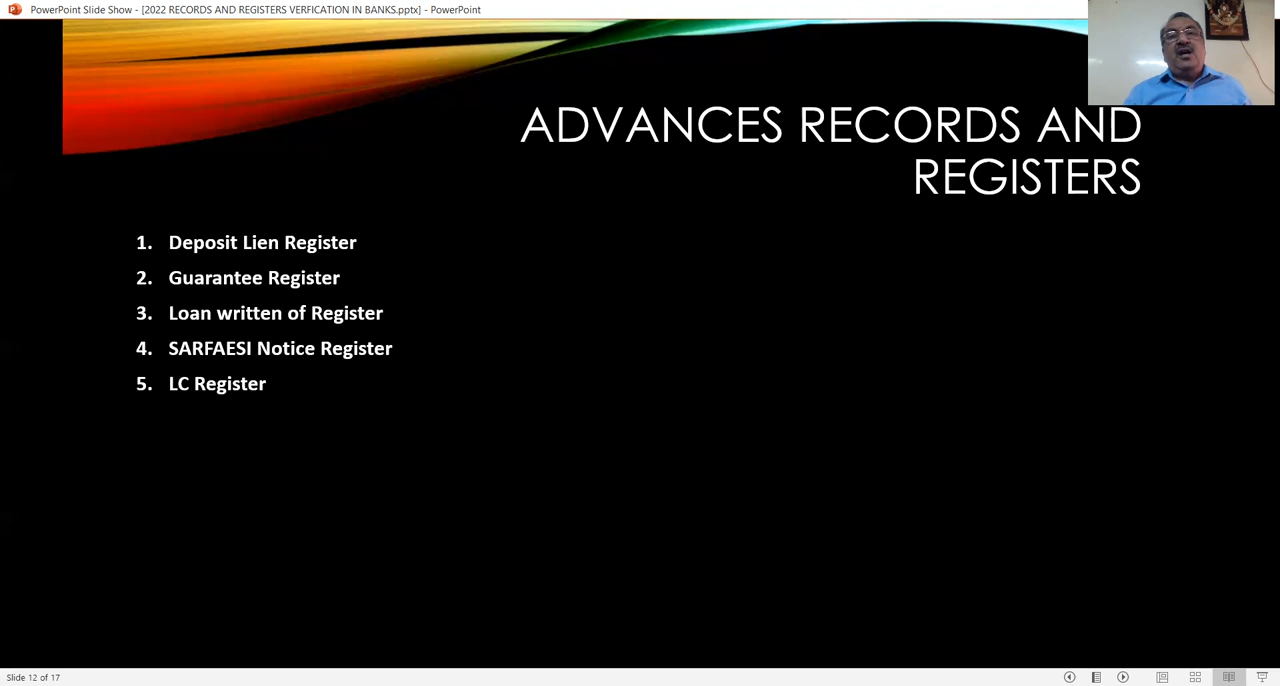 PowerPoint Slide Show - [2022 RECORDS AND REGISTERS VERFICATION IN BANKS.pptx] - PowerPoint
ADVANCES RECORDS AND
REGISTERS
1. Deposit Lien Register
2. Guarantee Register
3. Loan written of Register
4. SARFAESI Notice Register
5. LC Register
Slide 12 of 17